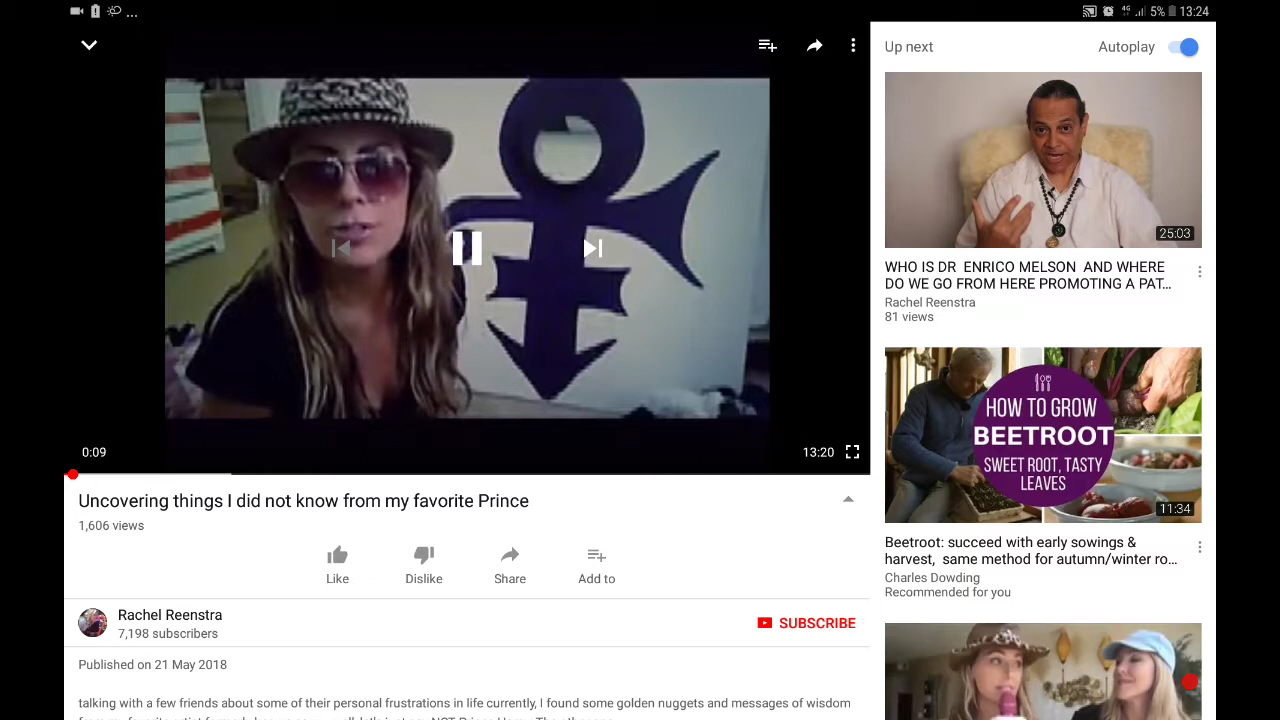 ... 4G 5% 13:24
Up next Autoplay
25:03
WHO IS DR ENRICO MELSON AND WHERE
DO WE GO FROM HERE PROMOTING A PAT...
Rachel Reenstra
81 views
HOW TO GROW
BEETROOT
SWEET ROOT, TASTY
LEAVES
11:34
Beetroot: succeed with early sowings &
harvest, same method for autumn/winter ro...
Charles Dowding
Recommended for you
0:09 13:20
Uncovering things I did not know from my favorite Prince
1,606 views
Like Dislike Share Add to
Rachel Reenstra
7,198 subscribers
SUBSCRIBE
Published on 21 May 2018
talking with a few friends about some of their personal frustrations in life currently, I found some golden nuggets and messages of wisdom